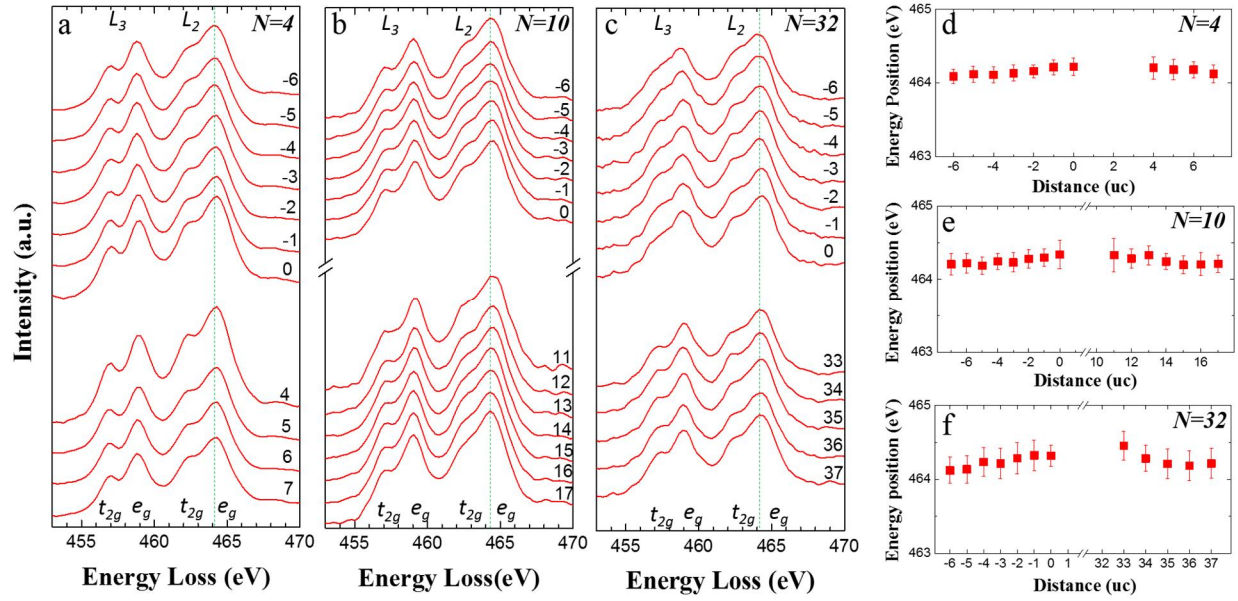 a
L3
L2
N=4
-6
-5
-4
-3
-2
-1
0
4
5
6
7
t2g eg t2g eg
455 460 465 470
Energy Loss (eV)
Intensity (a.u.)
b
L3
L2
N=10
-6
-5
-4
-3
-2
-1
0
11
12
13
14
15
16
17
t2g eg t2g eg
455 460 465 470
Energy Loss(eV)
c
L3
L2
N=32
-6
-5
-4
-3
-2
-1
0
33
34
35
36
37
t2g eg t2g eg
455 460 465 470
Energy Loss (eV)
d
N=4
Energy Position (eV)
465
464
463
-6 -4 -2 0 2 4 6
Distance (uc)
e
N=10
Energy position (eV)
465
464
463
-6 -4 -2 0 10 12 14 16
Distance (uc)
f
N=32
Energy position (eV)
465
464
463
-6 -5 -4 -3 -2 -1 0 1 32 33 34 35 36 37
Distance (uc)